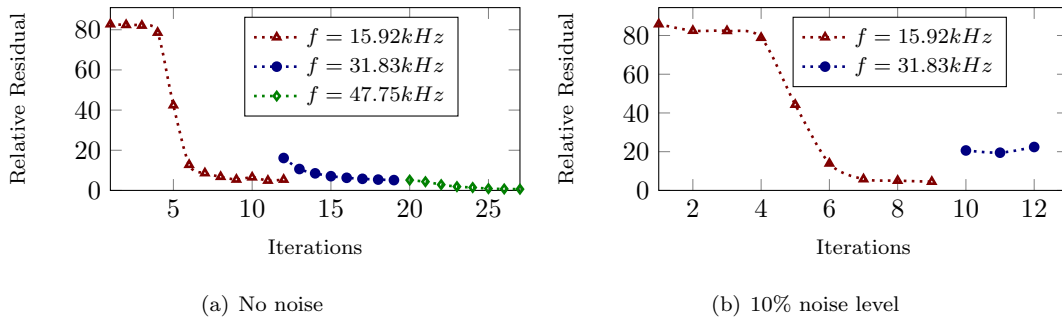 Relative Residual
80
60
40
20
0
5
10
15
20
25
Iterations
f = 15.92kHz
f = 31.83kHz
f = 47.75kHz
(a) No noise
Relative Residual
80
60
40
20
0
2
4
6
8
10
12
Iterations
f = 15.92kHz
f = 31.83kHz
(b) 10% noise level